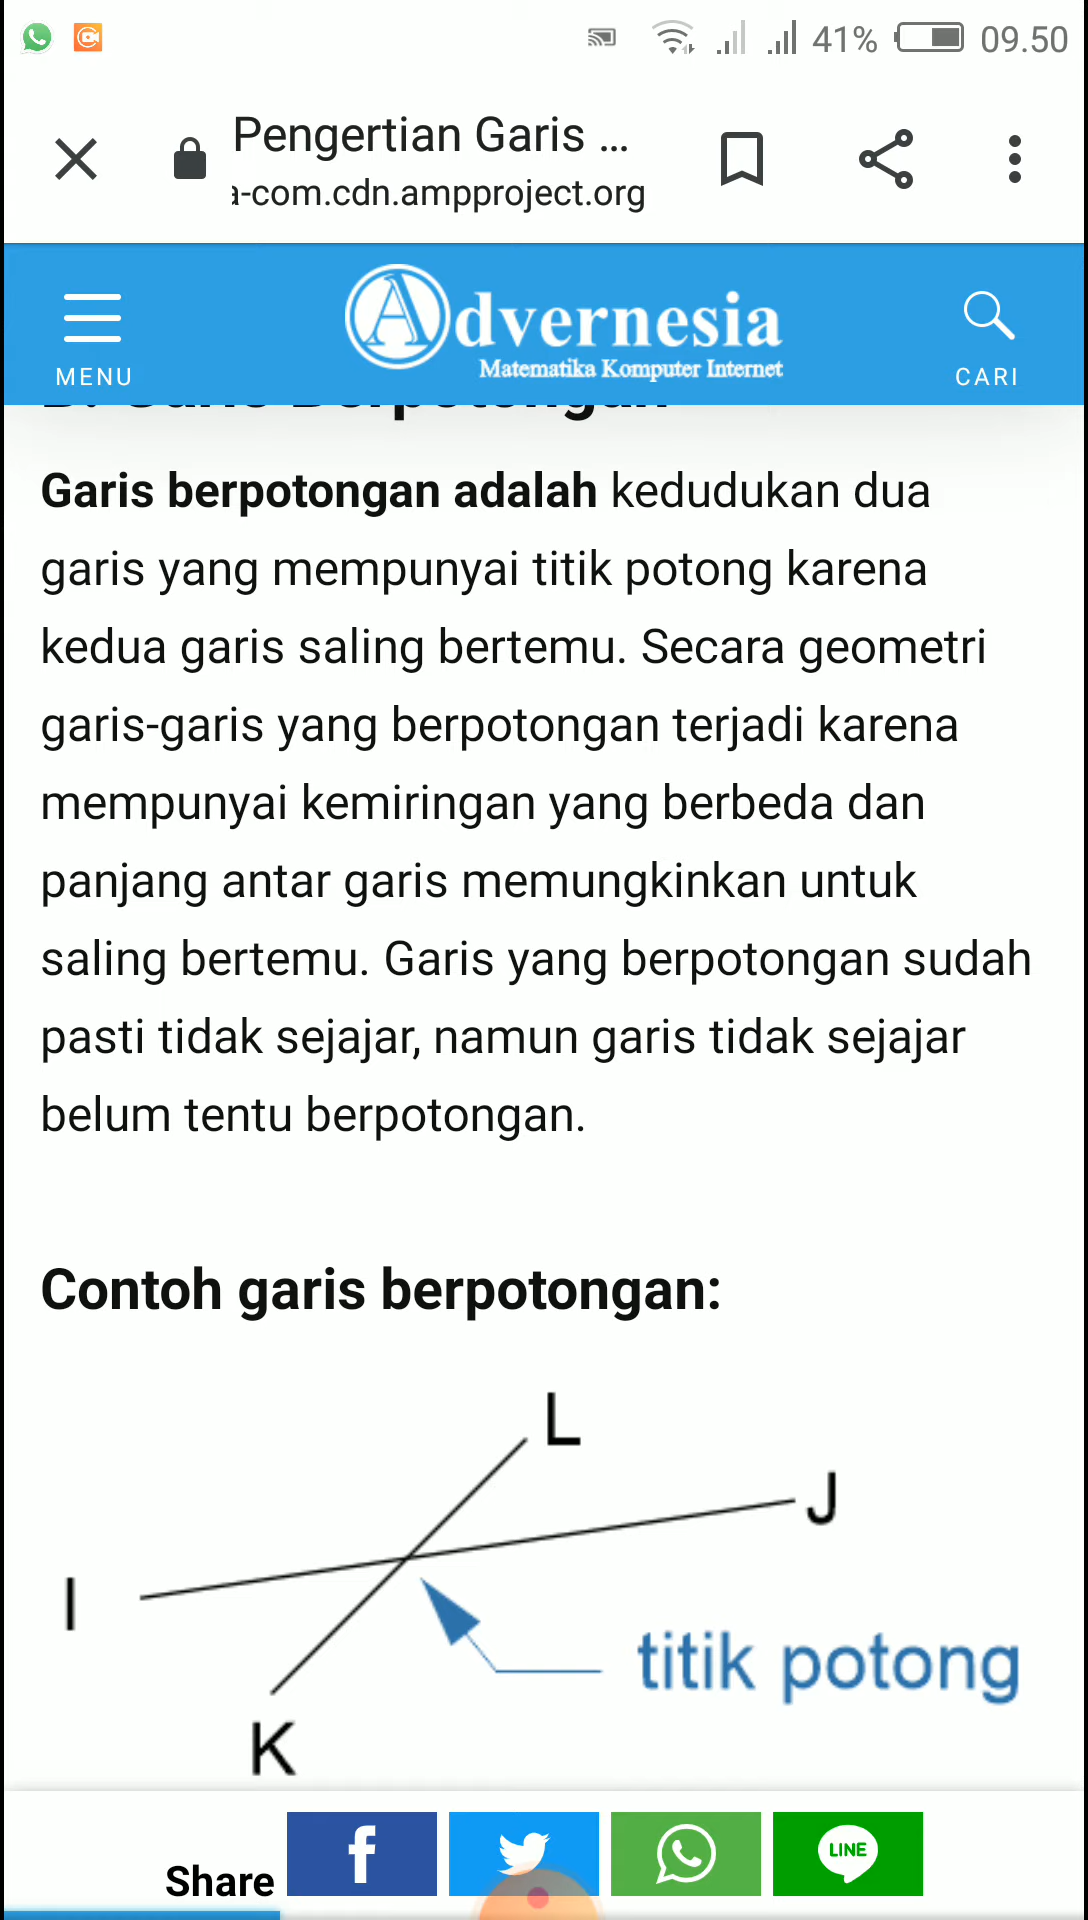 41% 09.50
Pengertian Garis ...
a-com.cdn.ampproject.org
MENU
Advernesia
Matematika Komputer Internet
CARI
Garis berpotongan adalah kedudukan dua
garis yang mempunyai titik potong karena
kedua garis saling bertemu. Secara geometri
garis-garis yang berpotongan terjadi karena
mempunyai kemiringan yang berbeda dan
panjang antar garis memungkinkan untuk
saling bertemu. Garis yang berpotongan sudah
pasti tidak sejajar, namun garis tidak sejajar
belum tentu berpotongan.
Contoh garis berpotongan:
L
J
I
titik potong
K
Share
LINE